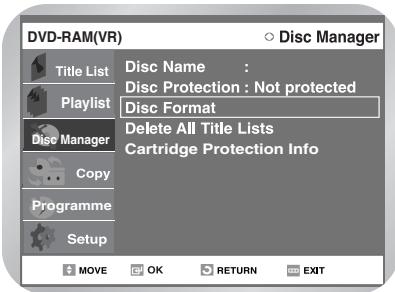 DVD-RAM(VR) Disc Manager
Title List
Playlist
Disc Manager
Copy
Programme
Setup
Disc Name :
Disc Protection : Not protected
Disc Format
Delete All Title Lists
Cartridge Protection Info
MOVE OK RETURN EXIT